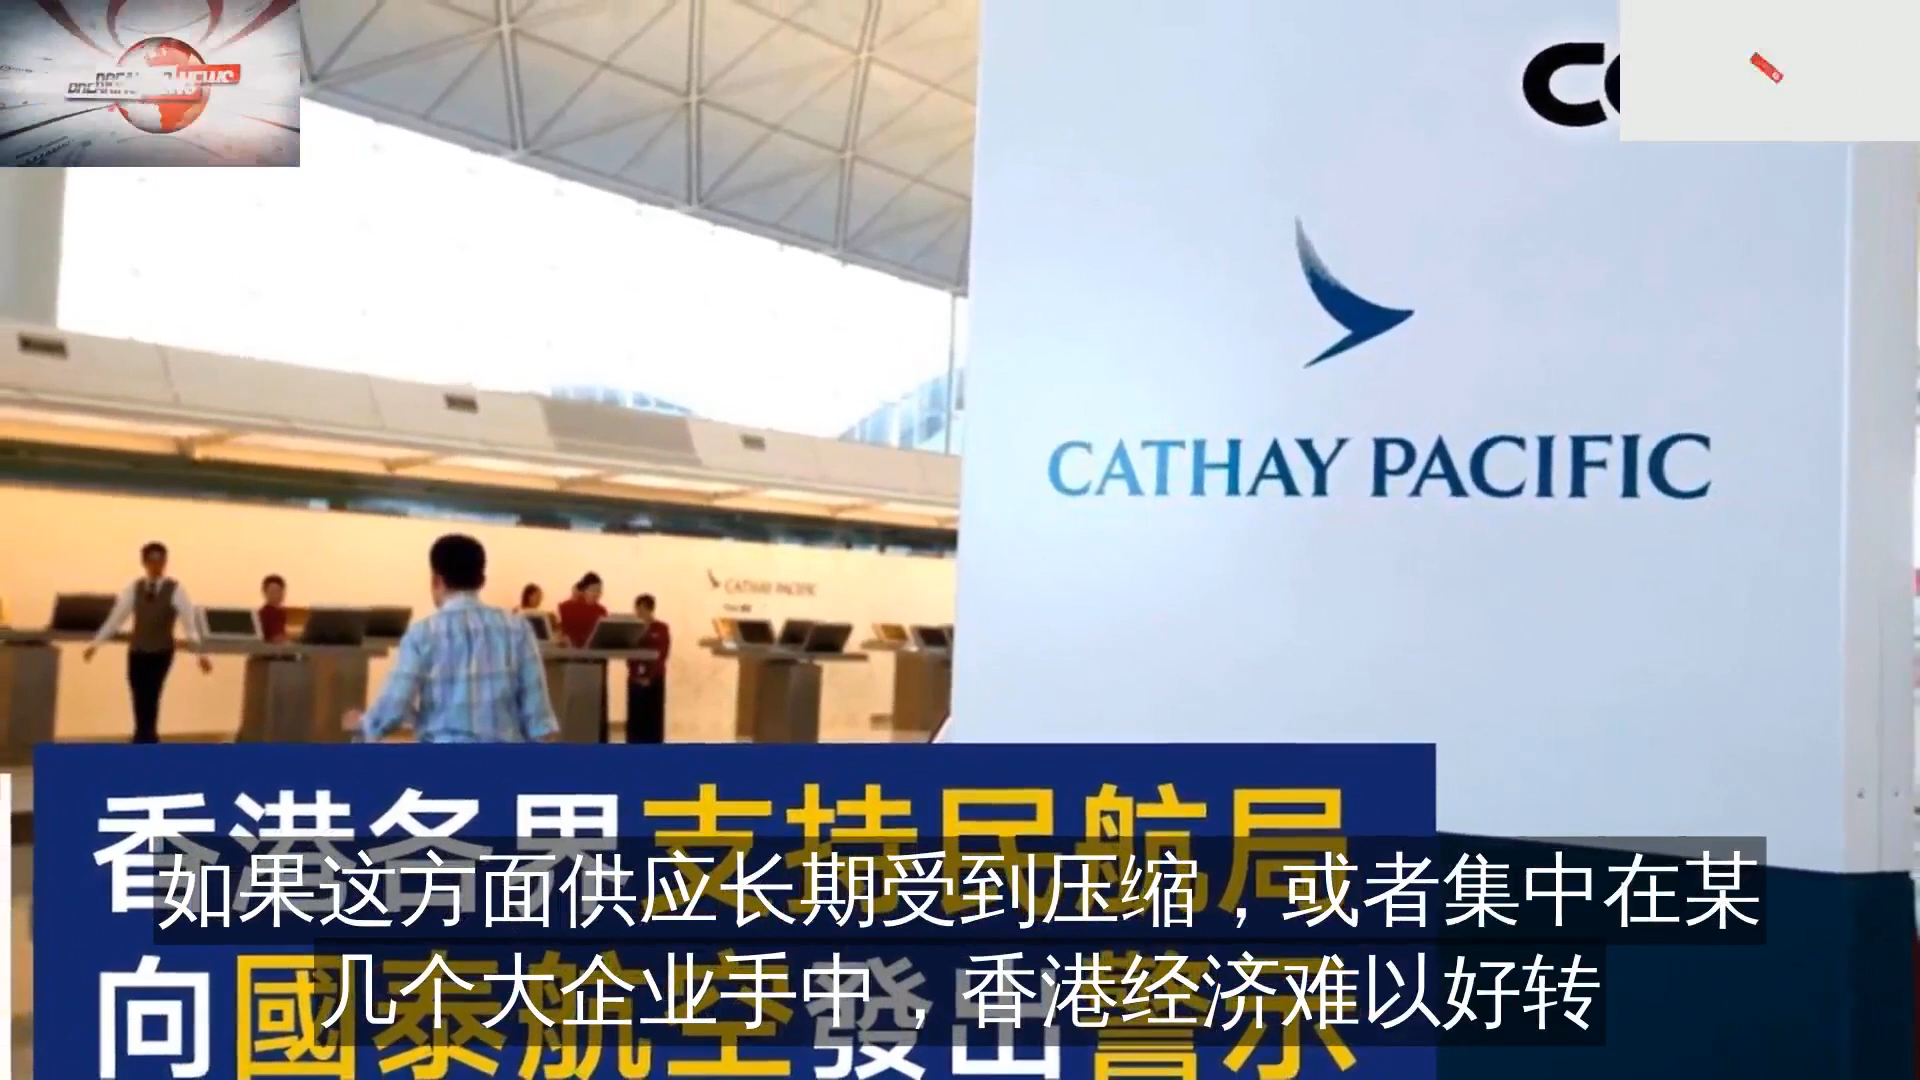 BREAKING NEWS
CATHAY PACIFIC
CATHAY PACIFIC
香港各界支持民航局
向國泰航空發出警示
如果这方面供应长期受到压缩，或者集中在某
几个大企业手中，香港经济难以好转